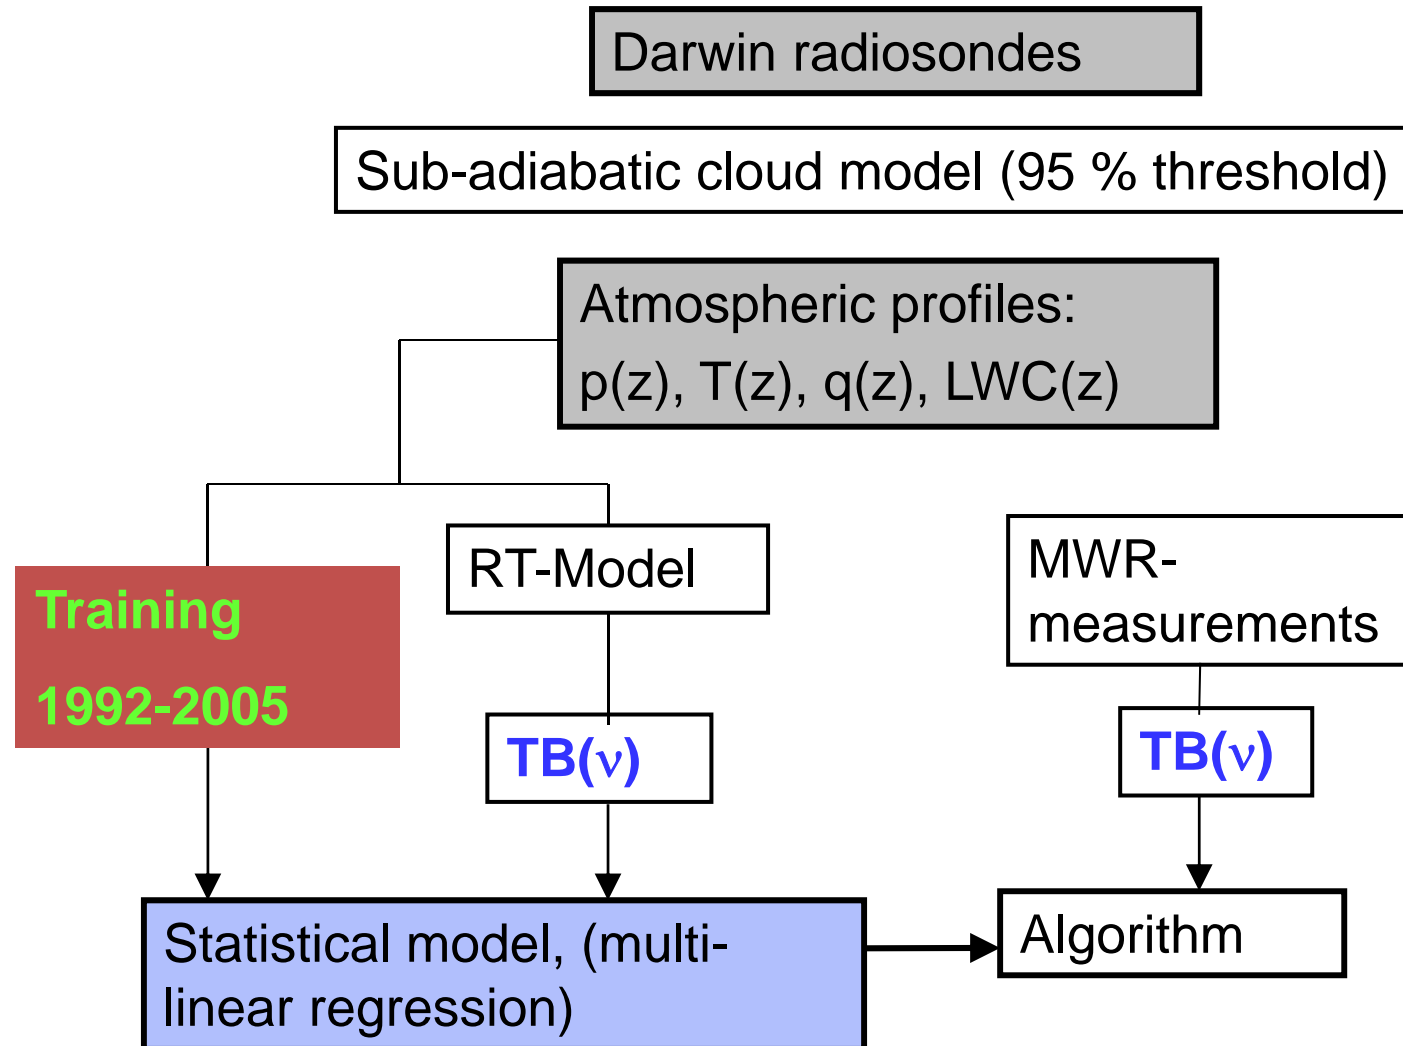 Darwin radiosondes
Sub-adiabatic cloud model (95 % threshold)
Atmospheric profiles:
p(z), T(z), q(z), LWC(z)
Training
1992-2005
RT-Model
TB(ν)
MWR-
measurements
TB(ν)
Statistical model, (multi-
linear regression)
Algorithm